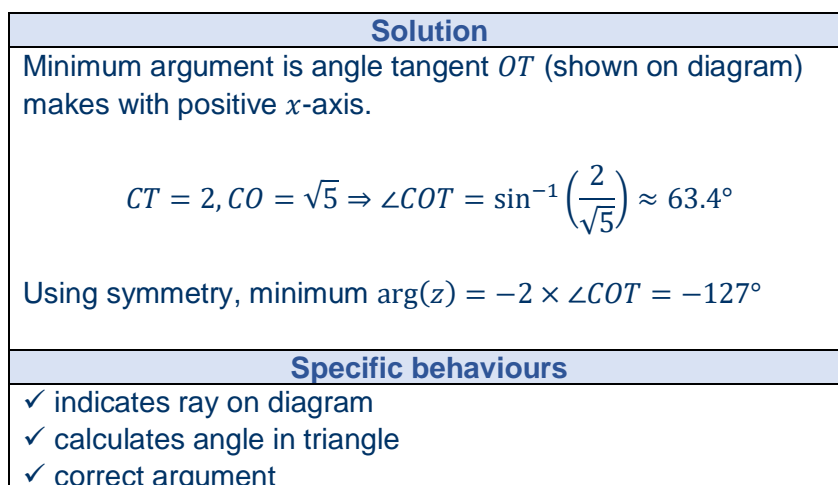 Solution
Minimum argument is angle tangent OT (shown on diagram)
makes with positive x-axis.
CT = 2, CO = √5 ⇒ ∠COT = sin⁻¹(2/√5) ≈ 63.4°
Using symmetry, minimum arg(z) = −2 × ∠COT = −127°
Specific behaviours
✓ indicates ray on diagram
✓ calculates angle in triangle
✓ correct argument